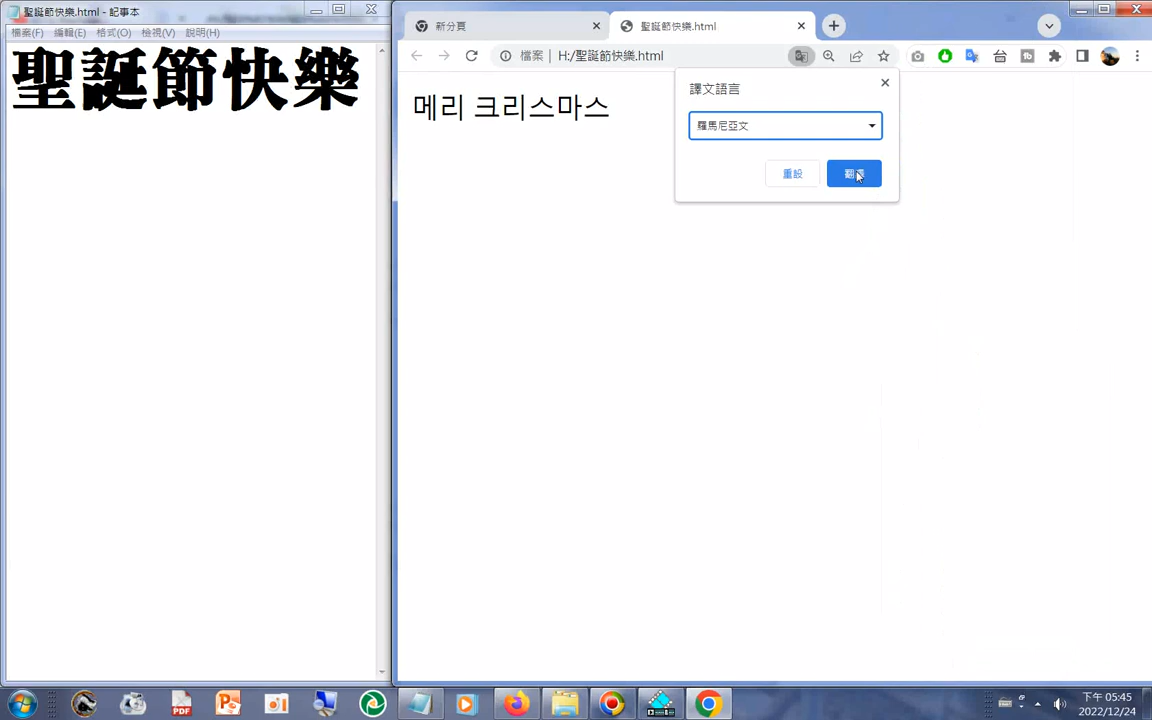 聖誕節快樂.html - 記事本
檔案(F) 編輯(E) 格式(O) 檢視(V) 說明(H)
聖誕節快樂
新分頁
聖誕節快樂.html
檔案 H:/聖誕節快樂.html
메리 크리스마스
譯文語言
羅馬尼亞文
重設
下午 05:45
2022/12/24